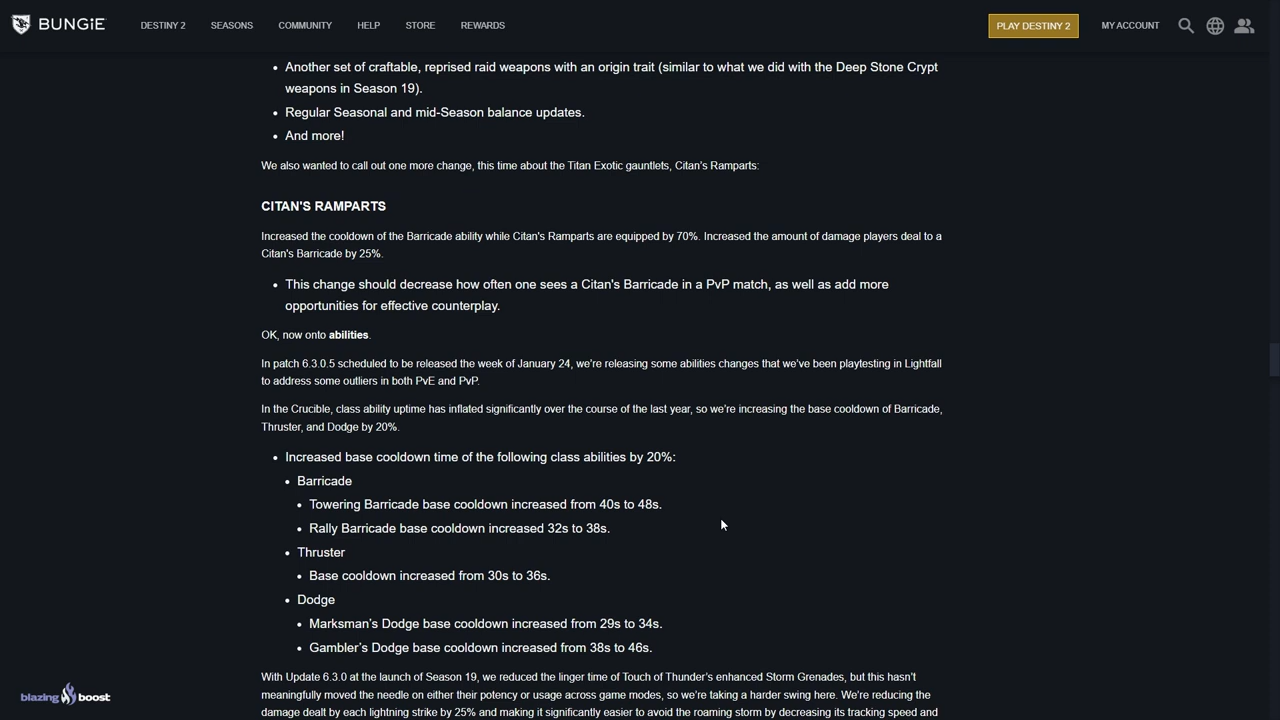 BUNGiE DESTINY 2 SEASONS COMMUNITY HELP STORE REWARDS PLAY DESTINY 2 MY ACCOUNT
• Another set of craftable, reprised raid weapons with an origin trait (similar to what we did with the Deep Stone Crypt
weapons in Season 19).
• Regular Seasonal and mid-Season balance updates.
• And more!
We also wanted to call out one more change, this time about the Titan Exotic gauntlets, Citan's Ramparts:
CITAN'S RAMPARTS
Increased the cooldown of the Barricade ability while Citan's Ramparts are equipped by 70%. Increased the amount of damage players deal to a
Citan's Barricade by 25%.
• This change should decrease how often one sees a Citan's Barricade in a PvP match, as well as add more
opportunities for effective counterplay.
OK, now onto abilities.
In patch 6.3.0.5 scheduled to be released the week of January 24, we're releasing some abilities changes that we've been playtesting in Lightfall
to address some outliers in both PvE and PvP.
In the Crucible, class ability uptime has inflated significantly over the course of the last year, so we're increasing the base cooldown of Barricade,
Thruster, and Dodge by 20%.
• Increased base cooldown time of the following class abilities by 20%:
• Barricade
• Towering Barricade base cooldown increased from 40s to 48s.
• Rally Barricade base cooldown increased 32s to 38s.
• Thruster
• Base cooldown increased from 30s to 36s.
• Dodge
• Marksman's Dodge base cooldown increased from 29s to 34s.
• Gambler's Dodge base cooldown increased from 38s to 46s.
With Update 6.3.0 at the launch of Season 19, we reduced the linger time of Touch of Thunder's enhanced Storm Grenades, but this hasn't
meaningfully moved the needle on either their potency or usage across game modes, so we're taking a harder swing here. We're reducing the
damage dealt by each lightning strike by 25% and making it significantly easier to avoid the roaming storm by decreasing its tracking speed and
blazing boost